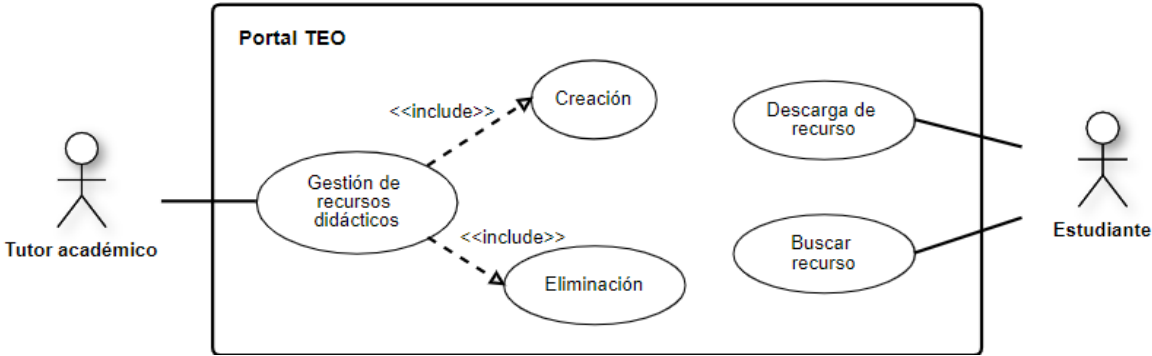 Portal TEO
<<include>>
Creación
Descarga de
recurso
Gestión de
recursos
didácticos
Tutor académico
<<include>>
Eliminación
Buscar
recurso
Estudiante